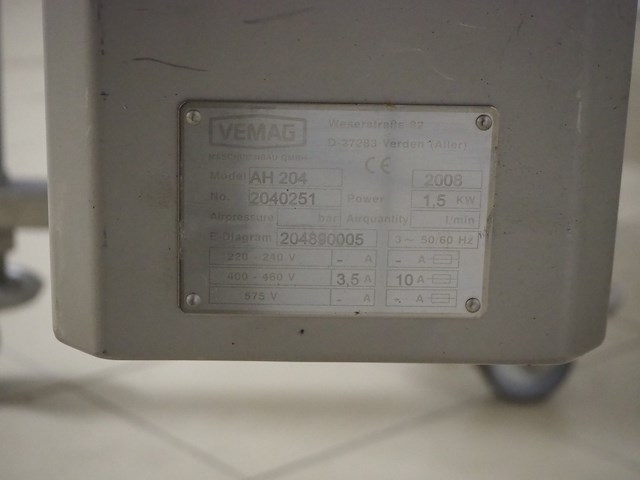 VEMAG Weserstraße 32
D-27283 Verden (Aller)
MASCHINENBAU GMBH CE
Model AH 204 2008
No. 2040251 Power 1,5 KW
Airpressure bar Airquantity l/min
E-Diagram 204890005 3~ 50/60 Hz
220 - 240 V - A - A
400 - 460 V 3,5 A 10 A
575 V - A - A